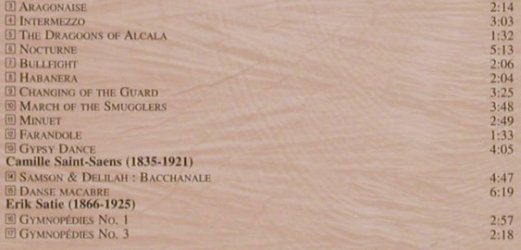 3 Aragonaise 2:14
4 Intermezzo 3:03
5 The Dragoons of Alcala 1:32
6 Nocturne 5:13
7 Bullfight 2:06
8 Habanera 2:04
9 Changing of the Guard 3:25
10 March of the Smugglers 3:48
11 Minuet 2:49
12 Farandole 1:33
13 Gypsy Dance 4:05
Camille Saint-Saens (1835-1921)
14 Samson & Delilah : Bacchanale 4:47
15 Danse macabre 6:19
Erik Satie (1866-1925)
16 Gymnopédies No. 1 2:57
17 Gymnopédies No. 3 2:18